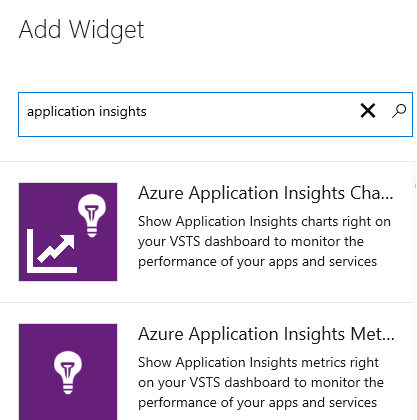 Add Widget
application insights
Azure Application Insights Cha...
Show Application Insights charts right on
your VSTS dashboard to monitor the
performance of your apps and services
Azure Application Insights Met...
Show Application Insights metrics right
on your VSTS dashboard to monitor the
performance of your apps and services